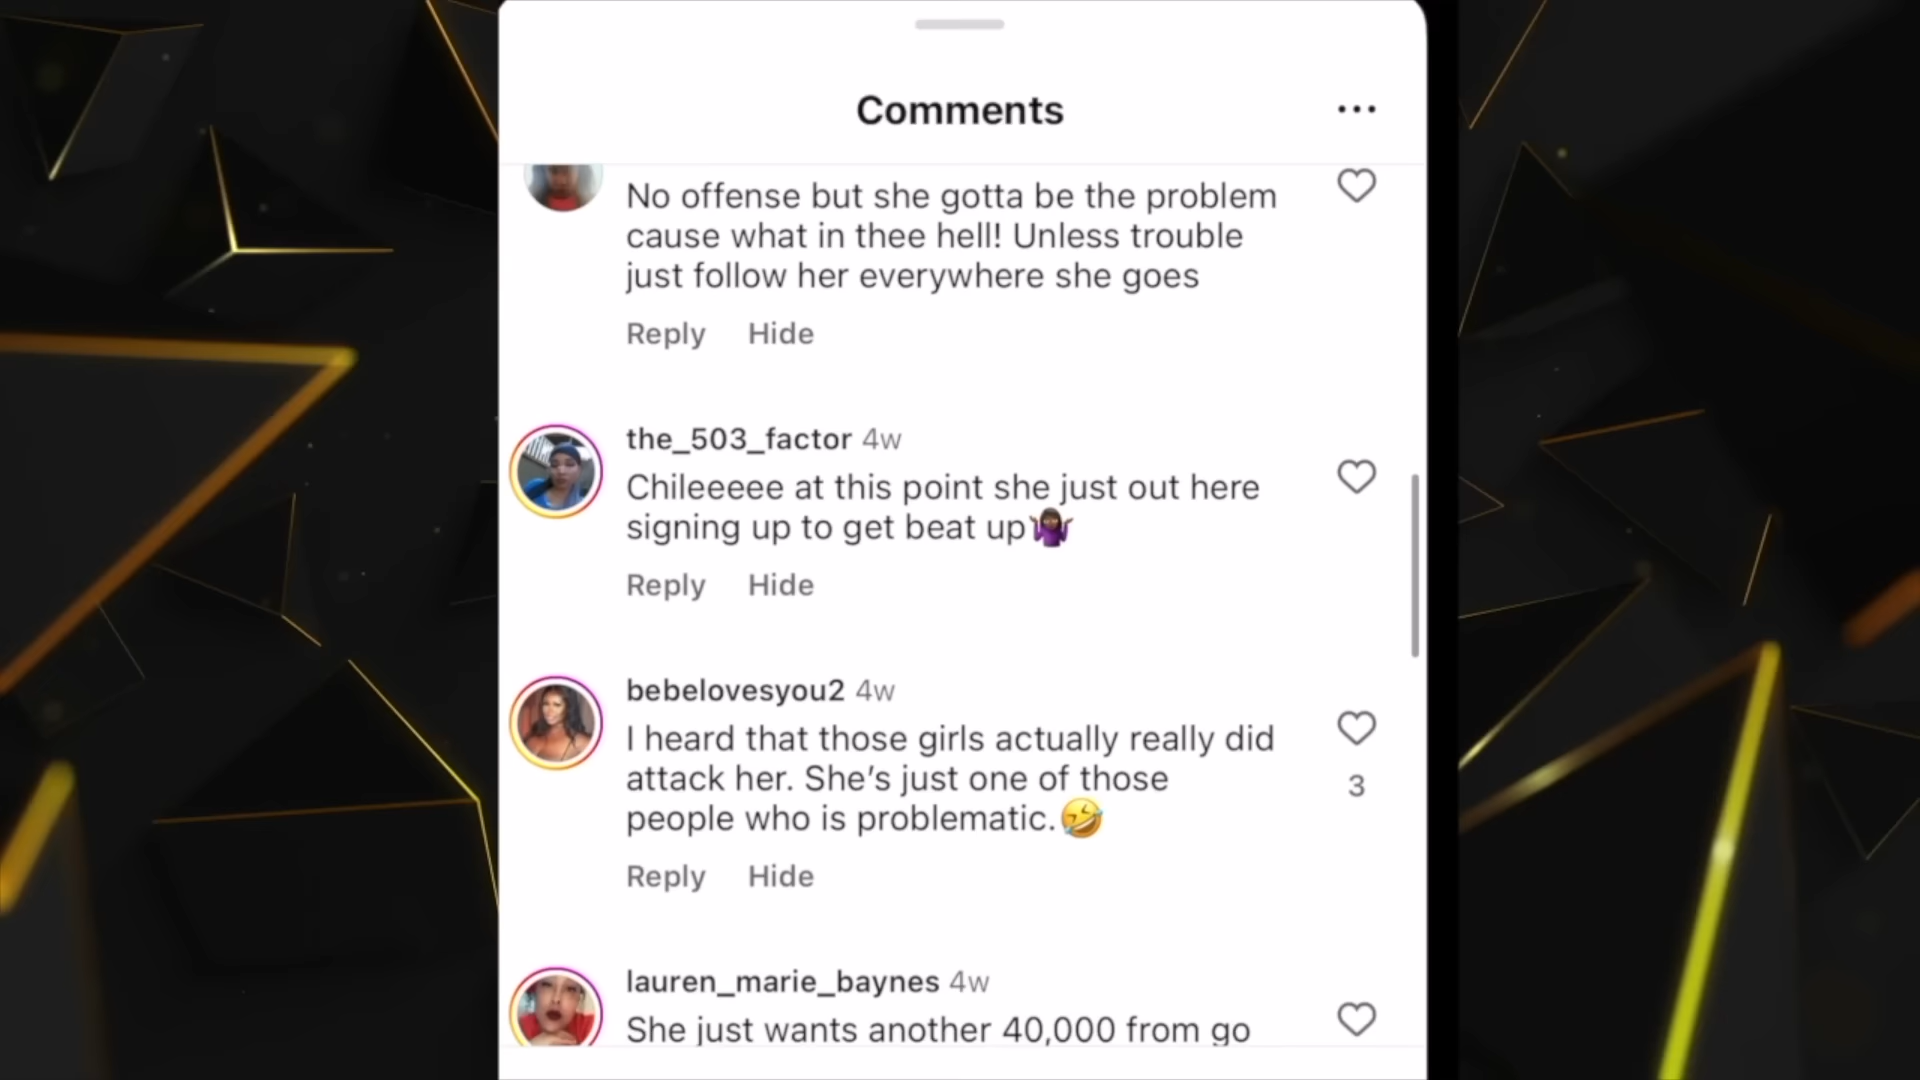 Comments
No offense but she gotta be the problem
cause what in thee hell! Unless trouble
just follow her everywhere she goes
Reply Hide
the_503_factor 4w
Chileeeee at this point she just out here
signing up to get beat up🤷🏾‍♀️
Reply Hide
bebelovesyou2 4w
I heard that those girls actually really did
attack her. She’s just one of those
people who is problematic.🤣
3
Reply Hide
lauren_marie_baynes 4w
She just wants another 40,000 from go